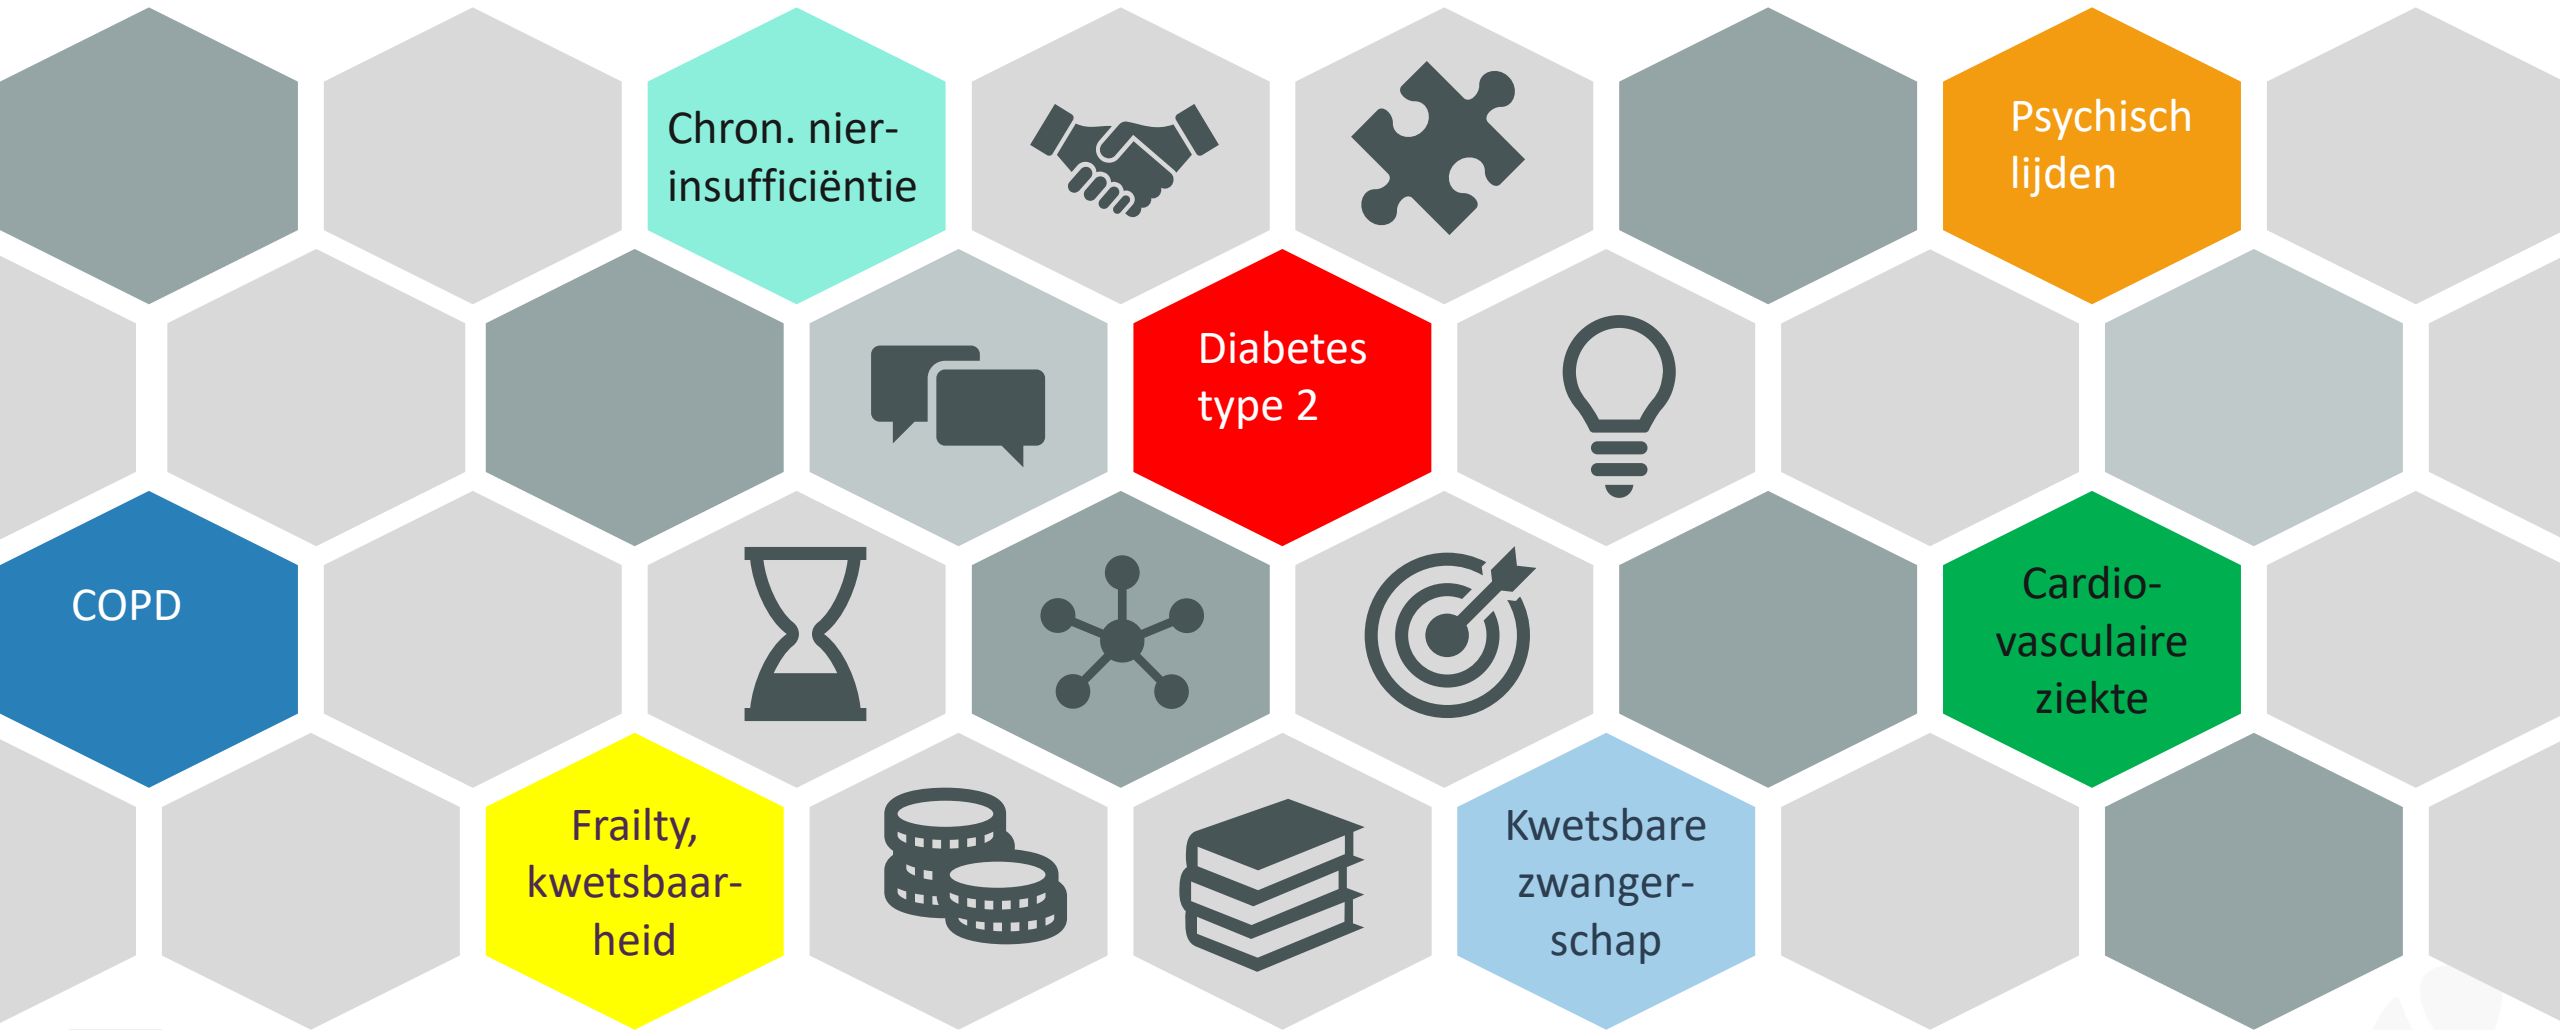 Chron. nier-
insufficiëntie
Psychisch
lijden
Diabetes
type 2
COPD
Cardio-
vasculaire
ziekte
Frailty,
kwetsbaar-
heid
Kwetsbare
zwanger-
schap